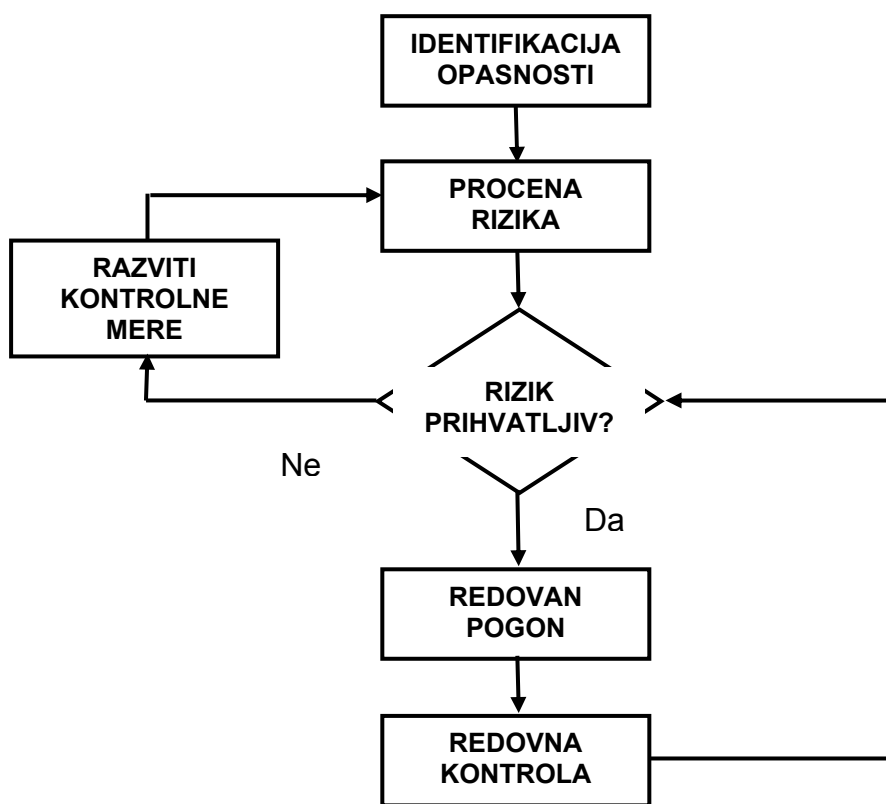 IDENTIFIKACIJA
OPASNOSTI
PROCENA
RIZIKA
RAZVITI
KONTROLNE
MERE
RIZIK
PRIHVATLJIV?
Ne
Da
REDOVAN
POGON
REDOVNA
KONTROLA